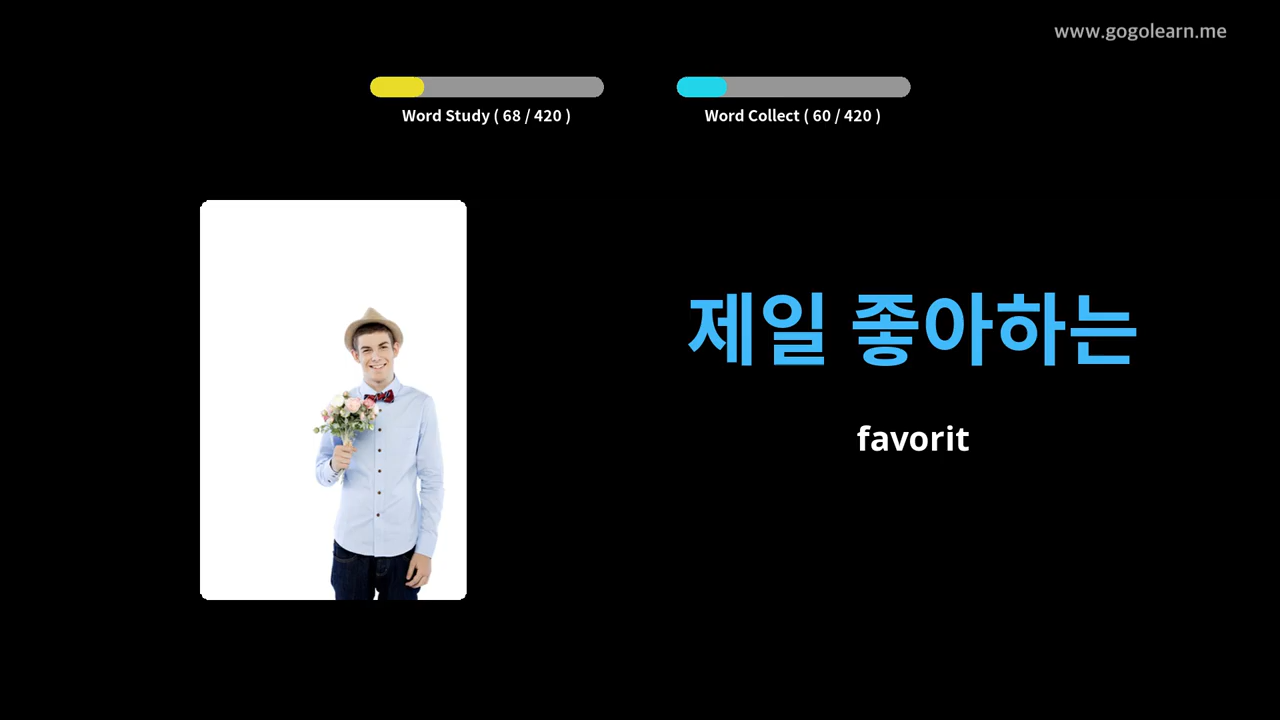 www.gogolearn.me
Word Study ( 68 / 420 )
Word Collect ( 60 / 420 )
제일 좋아하는
favorit